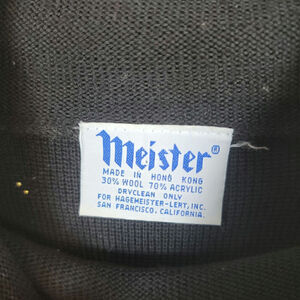 Meister®
MADE IN HONG KONG
30% WOOL 70% ACRYLIC
DRYCLEAN ONLY
FOR HAGEMEISTER-LERT, INC.
SAN FRANCISCO, CALIFORNIA.